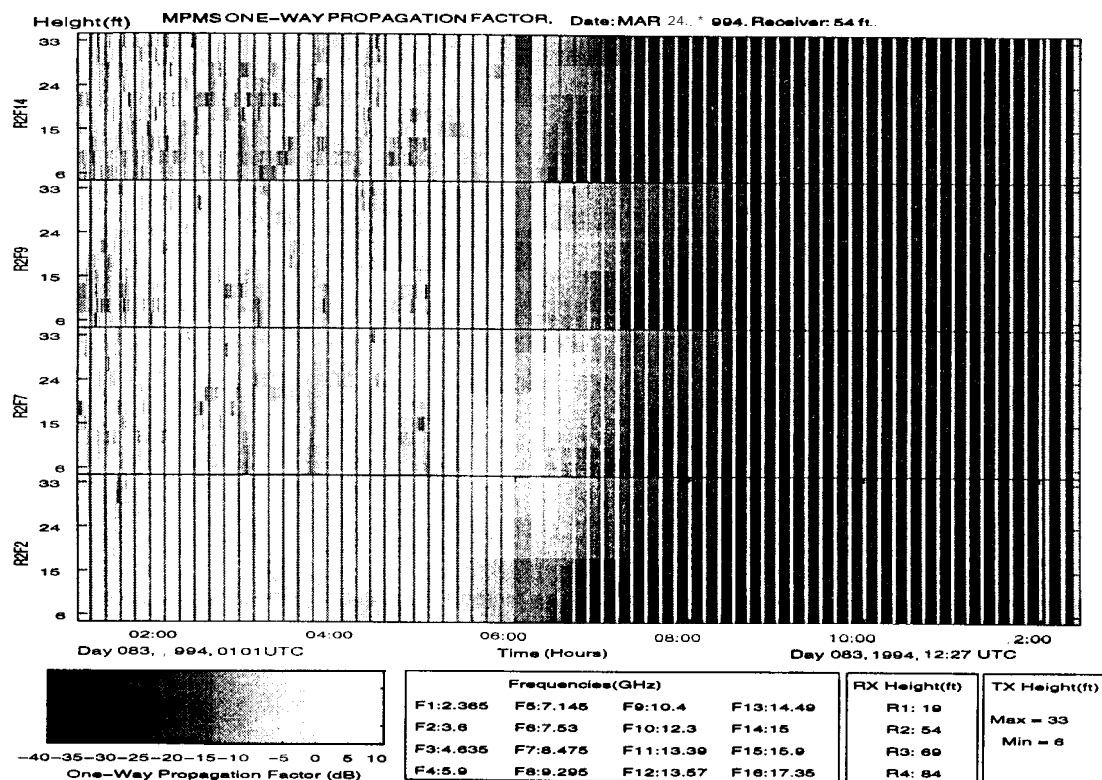 Height(ft) MPMS ONE-WAY PROPAGATION FACTOR. Date: MAR 24.. * 994. Receiver: 54 ft.
33
24
15
6
R2F14
33
24
15
6
R2F9
33
24
15
6
R2F7
33
24
15
6
R2F2
02:00 04:00 06:00 08:00 10:00 2:00
Day 083, , 994, 0101 UTC Time (Hours) Day 083, 1994, 12:27 UTC
-40-35-30-25-20-15-10 -5 0 5 10
One-Way Propagation Factor (dB)
Frequencies(GHz)
F1:2.365 F5:7.145 F9:10.4 F13:14.49
F2:3.6 F6:7.53 F10:12.3 F14:15
F3:4.635 F7:8.475 F11:13.39 F15:15.9
F4:5.9 F8:9.295 F12:13.57 F16:17.35
RX Height(ft)
R1: 19
R2: 54
R3: 69
R4: 84
TX Height(ft)
Max = 33
Min = 6